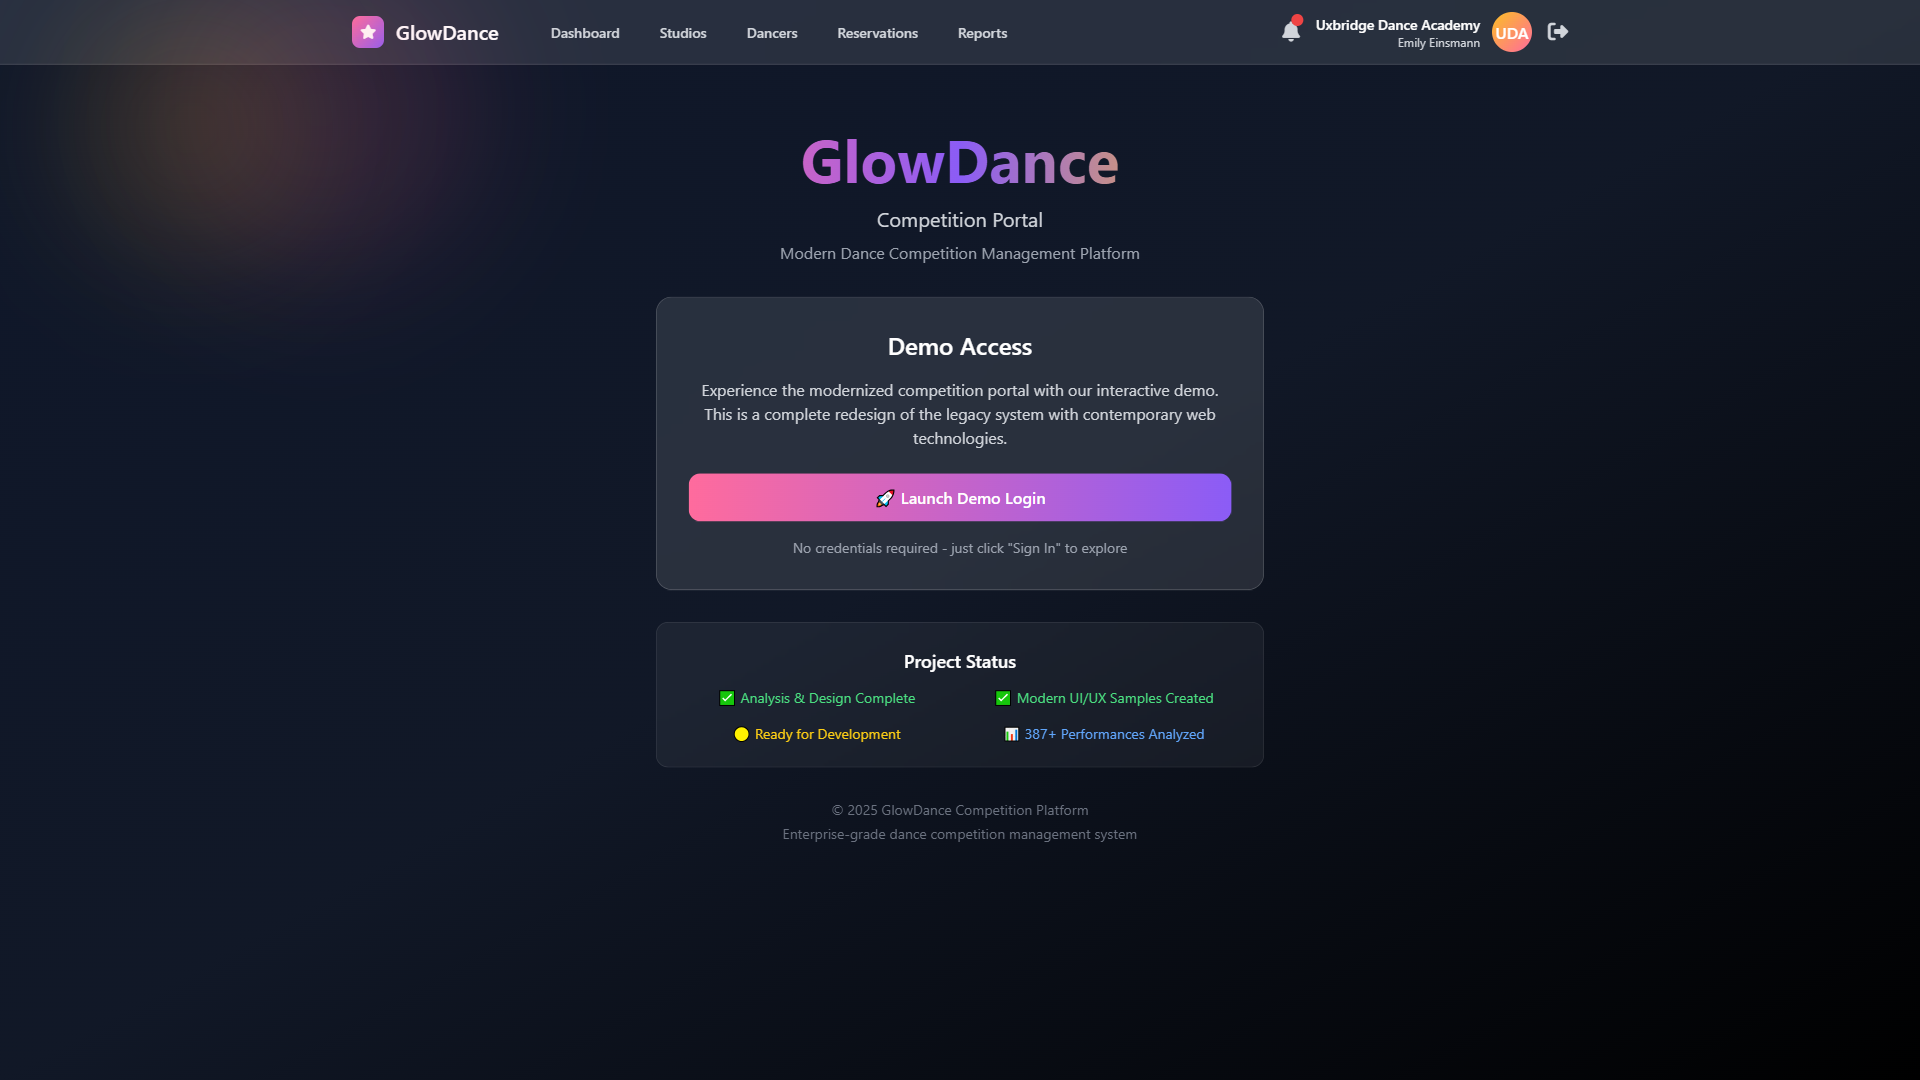 GlowDance
Dashboard
Studios
Dancers
Reservations
Reports
Uxbridge Dance Academy
Emily Einsmann
UDA
GlowDance
Competition Portal
Modern Dance Competition Management Platform
Demo Access
Experience the modernized competition portal with our interactive demo.
This is a complete redesign of the legacy system with contemporary web
technologies.
🚀 Launch Demo Login
No credentials required - just click "Sign In" to explore
Project Status
✅ Analysis & Design Complete
✅ Modern UI/UX Samples Created
🟡 Ready for Development
📊 387+ Performances Analyzed
© 2025 GlowDance Competition Platform
Enterprise-grade dance competition management system